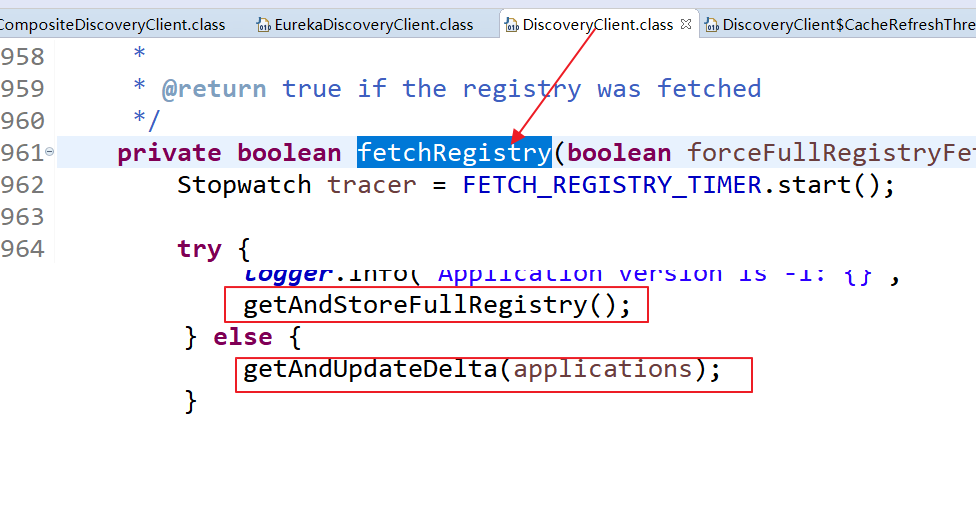 CompositeDiscoveryClient.class EurekaDiscoveryClient.class DiscoveryClient.class DiscoveryClient$CacheRefreshThre
958 *
959 * @return true if the registry was fetched
960 */
961 private boolean fetchRegistry(boolean forceFullRegistryFet
962 Stopwatch tracer = FETCH_REGISTRY_TIMER.start();
963
964 try {
logger.info("Application version is -1: {}",
getAndStoreFullRegistry();
} else {
getAndUpdateDelta(applications);
}